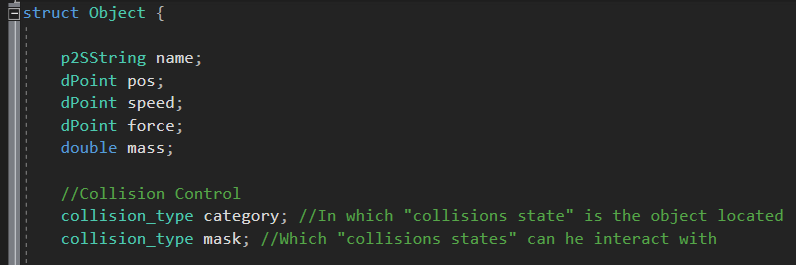 struct Object {
p2SString name;
dPoint pos;
dPoint speed;
dPoint force;
double mass;
//Collision Control
collision_type category; //In which "collisions state" is the object located
collision_type mask; //Which "collisions states" can he interact with